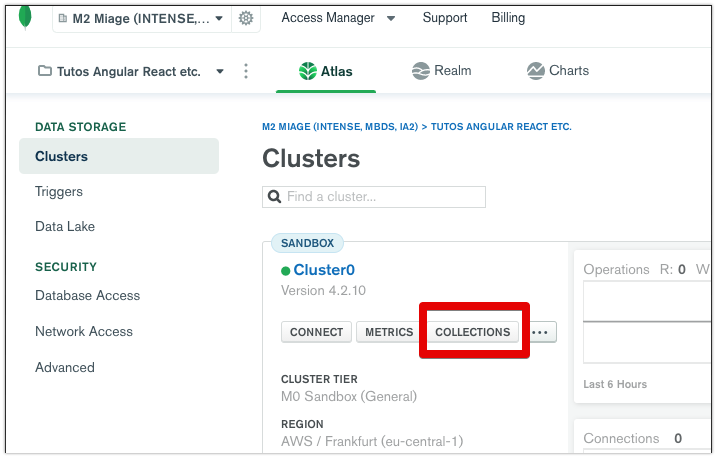 M2 Miage (INTENSE,...
Access Manager
Support
Billing
Tutos Angular React etc.
Atlas
Realm
Charts
DATA STORAGE
Clusters
Triggers
Data Lake
SECURITY
Database Access
Network Access
Advanced
M2 MIAGE (INTENSE, MBDS, IA2) > TUTOS ANGULAR REACT ETC.
Clusters
Find a cluster...
SANDBOX
Cluster0
Version 4.2.10
CONNECT
METRICS
COLLECTIONS
...
CLUSTER TIER
M0 Sandbox (General)
REGION
AWS / Frankfurt (eu-central-1)
Operations R: 0 W
Last 6 Hours
Connections 0